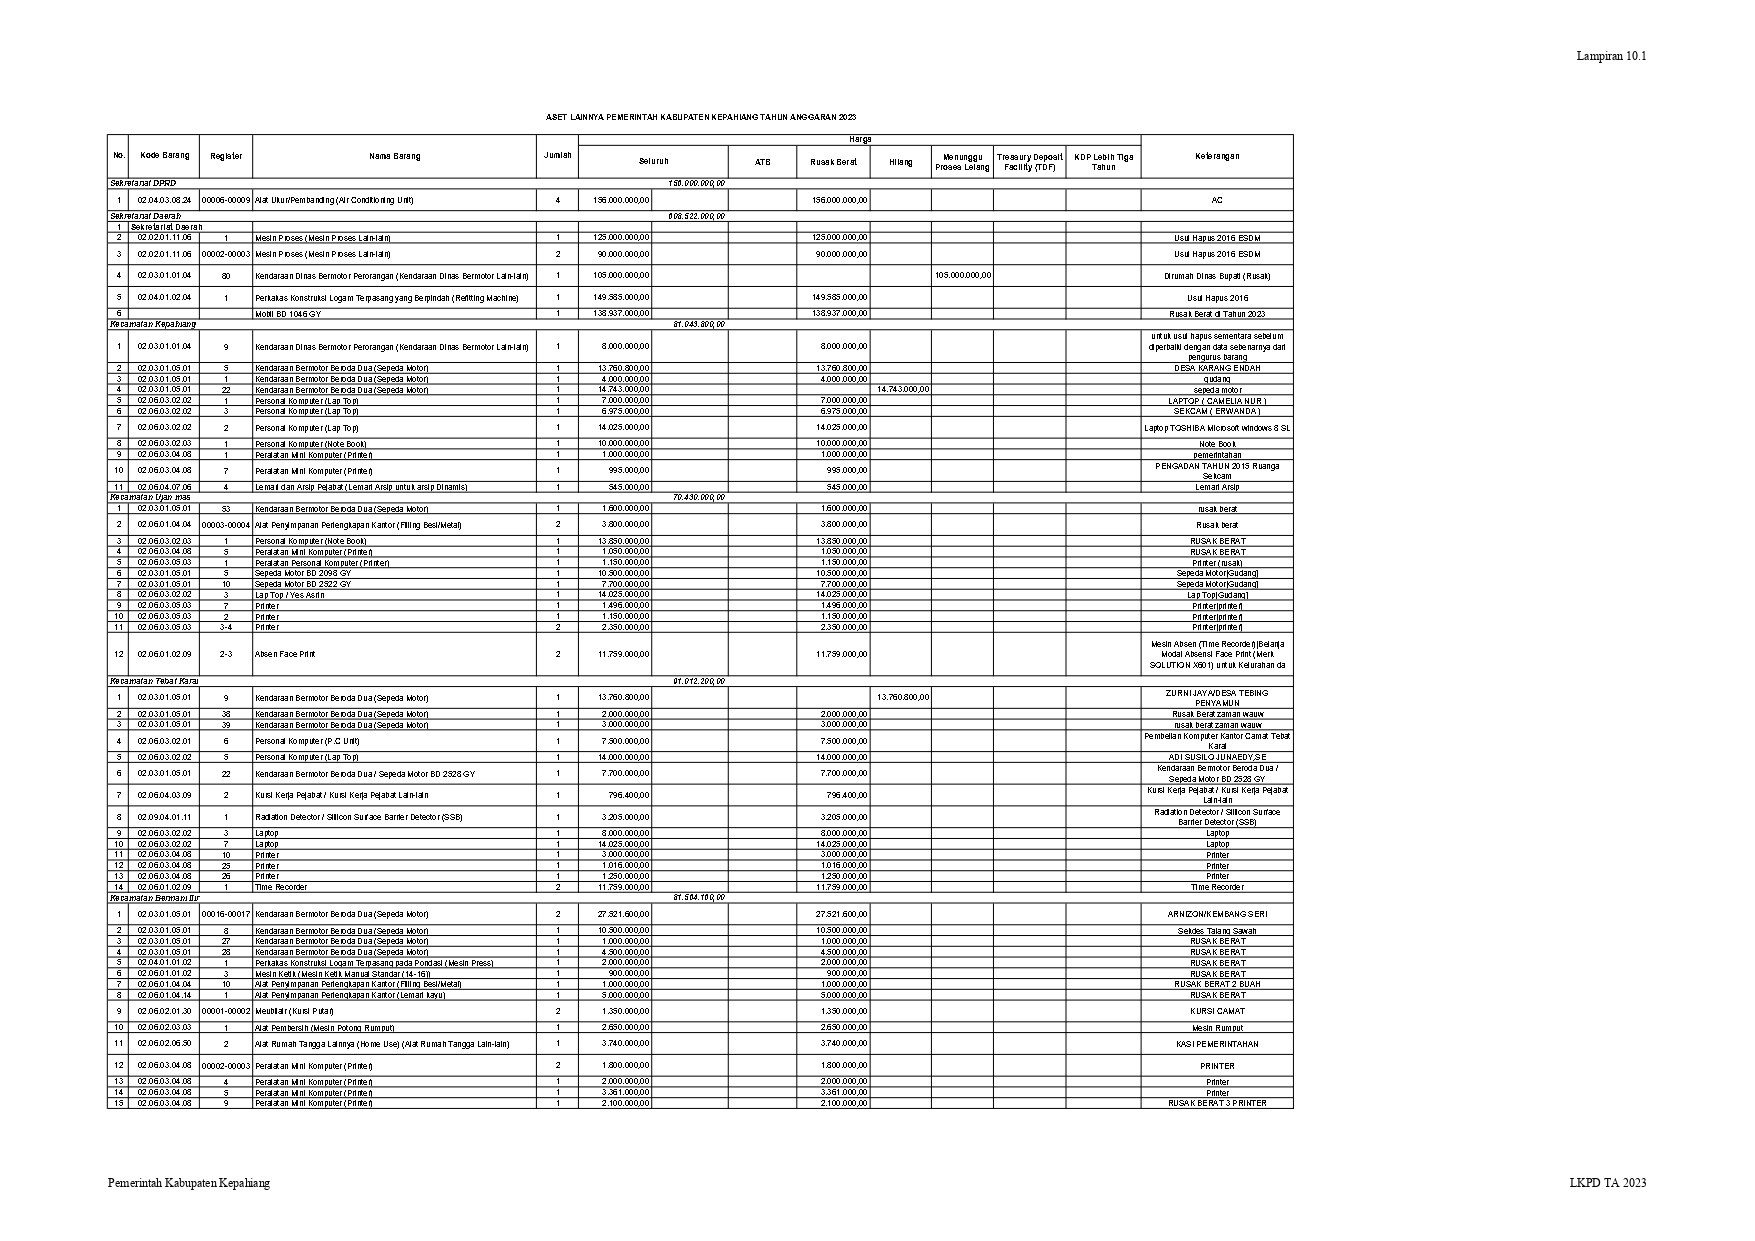 Lampiran 10.1
ASET LAINNYA PEMERINTAH KABUPATEN KEPAHIANG TAHUN ANGGARAN 2023
No. Kode Barang Register Nama Barang Jumlah Harga Keterangan
Seluruh ATB Rusak Berat Hilang Menunggu Proses Lelang Treasury Deposit Facility (TDF) KDP Lebih Tiga Tahun
Sekretariat DPRD 156.000.000,00
1 02.04.03.08.24 00006-00009 Alat Ukur/Pembanding (Air Conditioning Unit) 4 156.000.000,00 156.000.000,00 AC
Sekretariat Daerah 608.522.000,00
1 Sekretariat Daerah
2 02.02.01.11.06 1 Mesin Proses (Mesin Proses Lain-lain) 1 125.000.000,00 125.000.000,00 Usul Hapus 2016 ESDM
3 02.02.01.11.06 00002-00003 Mesin Proses (Mesin Proses Lain-lain) 2 90.000.000,00 90.000.000,00 Usul Hapus 2016 ESDM
4 02.03.01.01.04 80 Kendaraan Dinas Bermotor Perorangan (Kendaraan Dinas Bermotor Lain-lain) 1 105.000.000,00 105.000.000,00 Dirumah Dinas Bupati (Rusak)
5 02.04.01.02.04 1 Perkakas Konstruksi Logam Terpasang yang Berpindah (Refitting Machine) 1 149.585.000,00 149.585.000,00 Usul Hapus 2016
6 Mobil BD 1046 GY 1 138.937.000,00 138.937.000,00 Rusak Berat di Tahun 2023
Kecamatan Kepahiang 81.043.800,00
1 02.03.01.01.04 9 Kendaraan Dinas Bermotor Perorangan (Kendaraan Dinas Bermotor Lain-lain) 1 8.000.000,00 8.000.000,00 untuk usul hapus sementara sebelum diperbaiki dengan data sebenarnya dari pengurus barang
2 02.03.01.05.01 5 Kendaraan Bermotor Beroda Dua (Sepeda Motor) 1 13.760.800,00 13.760.800,00 DESA KARANG ENDAH
3 02.03.01.05.01 1 Kendaraan Bermotor Beroda Dua (Sepeda Motor) 1 4.000.000,00 4.000.000,00 gudang
4 02.03.01.05.01 22 Kendaraan Bermotor Beroda Dua (Sepeda Motor) 1 14.743.000,00 14.743.000,00 sepeda motor
5 02.06.03.02.02 1 Personal Komputer (Lap Top) 1 7.000.000,00 7.000.000,00 LAPTOP ( CAMELIA NUR )
6 02.06.03.02.02 3 Personal Komputer (Lap Top) 1 6.975.000,00 6.975.000,00 SEKCAM ( ERWANDA )
7 02.06.03.02.02 2 Personal Komputer (Lap Top) 1 14.025.000,00 14.025.000,00 Laptop TOSHIBA Microsoft windows 8 SL
8 02.06.03.02.03 1 Personal Komputer (Note Book) 1 10.000.000,00 10.000.000,00 Note Book
9 02.06.03.04.08 1 Peralatan Mini Komputer (Printer) 1 1.000.000,00 1.000.000,00 pemerintahan
10 02.06.03.04.08 7 Peralatan Mini Komputer (Printer) 1 995.000,00 995.000,00 PENGADAN TAHUN 2015 Ruanga Sekcam
11 02.06.04.07.06 4 Lemari dan Arsip Pejabat (Lemari Arsip untuk arsip Dinamis) 1 545.000,00 545.000,00 Lemari Arsip
Kecamatan Ujan mas 70.430.000,00
1 02.03.01.05.01 53 Kendaraan Bermotor Beroda Dua (Sepeda Motor) 1 1.600.000,00 1.600.000,00 rusak berat
2 02.06.01.04.04 00003-00004 Alat Penyimpanan Perlengkapan Kantor (Filling Besi/Metal) 2 3.800.000,00 3.800.000,00 Rusak berat
3 02.06.03.02.03 1 Personal Komputer (Note Book) 1 13.850.000,00 13.850.000,00 RUSAK BERAT
4 02.06.03.04.08 5 Peralatan Mini Komputer (Printer) 1 1.050.000,00 1.050.000,00 RUSAK BERAT
5 02.06.03.05.03 1 Peralatan Personal Komputer (Printer) 1 1.150.000,00 1.150.000,00 Printer (rusak)
6 02.03.01.05.01 5 Sepeda Motor BD 2098 GY 1 10.500.000,00 10.500.000,00 Sepeda Motor[Gudang]
7 02.03.01.05.01 10 Sepeda Motor BD 2522 GY 1 7.700.000,00 7.700.000,00 Sepeda Motor[Gudang]
8 02.06.03.02.02 3 Lap Top / Yes Asrin 1 14.025.000,00 14.025.000,00 Lap Top[Gudang]
9 02.06.03.05.03 7 Printer 1 1.496.000,00 1.496.000,00 Printer[printer]
10 02.06.03.05.03 2 Printer 1 1.150.000,00 1.150.000,00 Printer[printer]
11 02.06.03.05.03 3-4 Printer 2 2.350.000,00 2.350.000,00 Printer[printer]
12 02.06.01.02.09 2-3 Absen Face Print 2 11.759.000,00 11.759.000,00 Mesin Absen (Time Recorder)[Belanja Modal Absensi Face Print (Merk SOLUTION X601) untuk Kelurahan da
Kecamatan Tebat Karai 91.012.200,00
1 02.03.01.05.01 9 Kendaraan Bermotor Beroda Dua (Sepeda Motor) 1 13.760.800,00 13.760.800,00 ZURNI JAYA/DESA TEBING PENYAMUN
2 02.03.01.05.01 38 Kendaraan Bermotor Beroda Dua (Sepeda Motor) 1 2.000.000,00 2.000.000,00 Rusak Berat zaman wauw
3 02.03.01.05.01 39 Kendaraan Bermotor Beroda Dua (Sepeda Motor) 1 3.000.000,00 3.000.000,00 rusak berat zaman wauw
4 02.06.03.02.01 6 Personal Komputer (P.C Unit) 1 7.500.000,00 7.500.000,00 Pembelian Komputer Kantor Camat Tebat Karai
5 02.06.03.02.02 5 Personal Komputer (Lap Top) 1 14.000.000,00 14.000.000,00 ADI SUSILO JUNAEDY,SE
6 02.03.01.05.01 22 Kendaraan Bermotor Beroda Dua / Sepeda Motor BD 2528 GY 1 7.700.000,00 7.700.000,00 Kendaraan Bermotor Beroda Dua / Sepeda Motor BD 2528 GY
7 02.06.04.03.09 2 Kursi Kerja Pejabat / Kursi Kerja Pejabat Lain-lain 1 796.400,00 796.400,00 Kursi Kerja Pejabat / Kursi Kerja Pejabat Lain-lain
8 02.09.04.01.11 1 Radiation Detector / Silicon Surface Barrier Detector (SSB) 1 3.205.000,00 3.205.000,00 Radiation Detector / Silicon Surface Barrier Detector (SSB)
9 02.06.03.02.02 3 Laptop 1 8.000.000,00 8.000.000,00 Laptop
10 02.06.03.02.02 7 Laptop 1 14.025.000,00 14.025.000,00 Laptop
11 02.06.03.04.08 10 Printer 1 3.000.000,00 3.000.000,00 Printer
12 02.06.03.04.08 25 Printer 1 1.016.000,00 1.016.000,00 Printer
13 02.06.03.04.08 26 Printer 1 1.250.000,00 1.250.000,00 Printer
14 02.06.01.02.09 1 Time Recorder 2 11.759.000,00 11.759.000,00 Time Recorder
Kecamatan Bermani Ilir 81.504.100,00
1 02.03.01.05.01 00016-00017 Kendaraan Bermotor Beroda Dua (Sepeda Motor) 2 27.521.600,00 27.521.600,00 ARNIZON/KEMBANG SERI
2 02.03.01.05.01 8 Kendaraan Bermotor Beroda Dua (Sepeda Motor) 1 10.500.000,00 10.500.000,00 Sekdes Talang Sawah
3 02.03.01.05.01 27 Kendaraan Bermotor Beroda Dua (Sepeda Motor) 1 1.000.000,00 1.000.000,00 RUSAK BERAT
4 02.03.01.05.01 28 Kendaraan Bermotor Beroda Dua (Sepeda Motor) 1 4.500.000,00 4.500.000,00 RUSAK BERAT
5 02.04.01.01.02 1 Perkakas Konstruksi Logam Terpasang pada Pondasi (Mesin Press) 1 2.000.000,00 2.000.000,00 RUSAK BERAT
6 02.06.01.01.02 3 Mesin Ketik (Mesin Ketik Manual Standar (14-16)) 1 900.000,00 900.000,00 RUSAK BERAT
7 02.06.01.04.04 10 Alat Penyimpanan Perlengkapan Kantor (Filling Besi/Metal) 1 1.000.000,00 1.000.000,00 RUSAK BERAT 2 BUAH
8 02.06.01.04.14 1 Alat Penyimpanan Perlengkapan Kantor (Lemari kayu) 1 5.000.000,00 5.000.000,00 RUSAK BERAT
9 02.06.02.01.30 00001-00002 Meubilair (Kursi Putar) 2 1.350.000,00 1.350.000,00 KURSI CAMAT
10 02.06.02.03.03 1 Alat Pembersih (Mesin Potong Rumput) 1 2.650.000,00 2.650.000,00 Mesin Rumput
11 02.06.02.06.50 2 Alat Rumah Tangga Lainnya (Home Use) (Alat Rumah Tangga Lain-lain) 1 3.740.000,00 3.740.000,00 KASI PEMERINTAHAN
12 02.06.03.04.08 00002-00003 Peralatan Mini Komputer (Printer) 2 1.800.000,00 1.800.000,00 PRINTER
13 02.06.03.04.08 4 Peralatan Mini Komputer (Printer) 1 2.000.000,00 2.000.000,00 Printer
14 02.06.03.04.08 5 Peralatan Mini Komputer (Printer) 1 3.361.000,00 3.361.000,00 Printer
15 02.06.03.04.08 9 Peralatan Mini Komputer (Printer) 1 2.100.000,00 2.100.000,00 RUSAK BERAT 3 PRINTER
Pemerintah Kabupaten Kepahiang
LKPD TA 2023